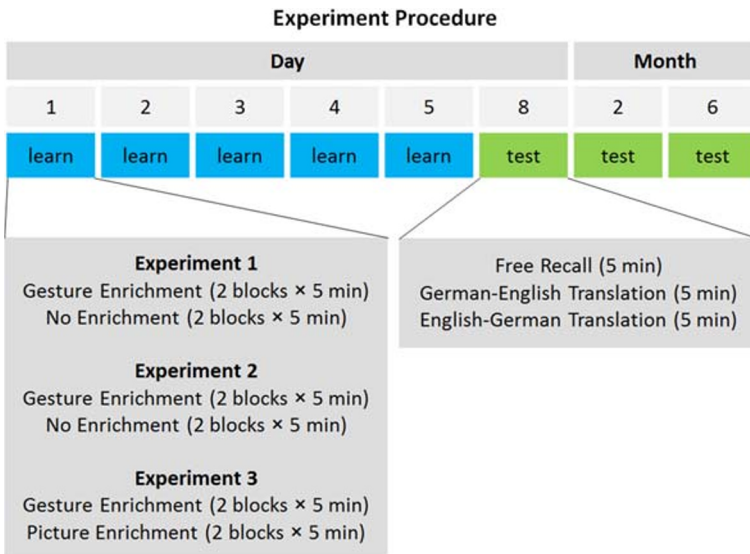 Experiment Procedure
Day Month
1 2 3 4 5 8 2 6
learn learn learn learn learn test test test
Experiment 1
Gesture Enrichment (2 blocks × 5 min)
No Enrichment (2 blocks × 5 min)
Experiment 2
Gesture Enrichment (2 blocks × 5 min)
No Enrichment (2 blocks × 5 min)
Experiment 3
Gesture Enrichment (2 blocks × 5 min)
Picture Enrichment (2 blocks × 5 min)
Free Recall (5 min)
German-English Translation (5 min)
English-German Translation (5 min)